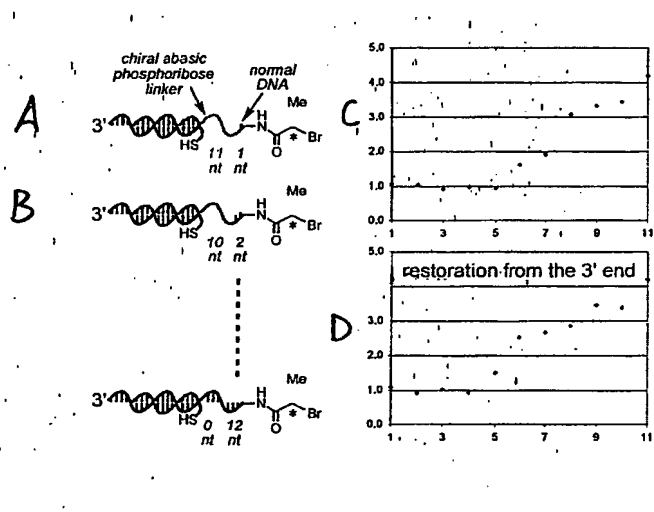 chiral abasic
phosphoribose
linker
normal
DNA
A
3'
HS
11
nt
1
nt
H
N
O
Me
*
Br
B
3'
HS
10
nt
2
nt
H
N
O
Me
*
Br
3'
HS
0
nt
12
nt
H
N
O
Me
*
Br
C
5,0
4,0
3,0
2,0
1,0
0,0
1 3 5 7 9 11
D
5,0
restoration from the 3' end
3,0
2,0
1,0
0,0
1 3 5 7 9 11